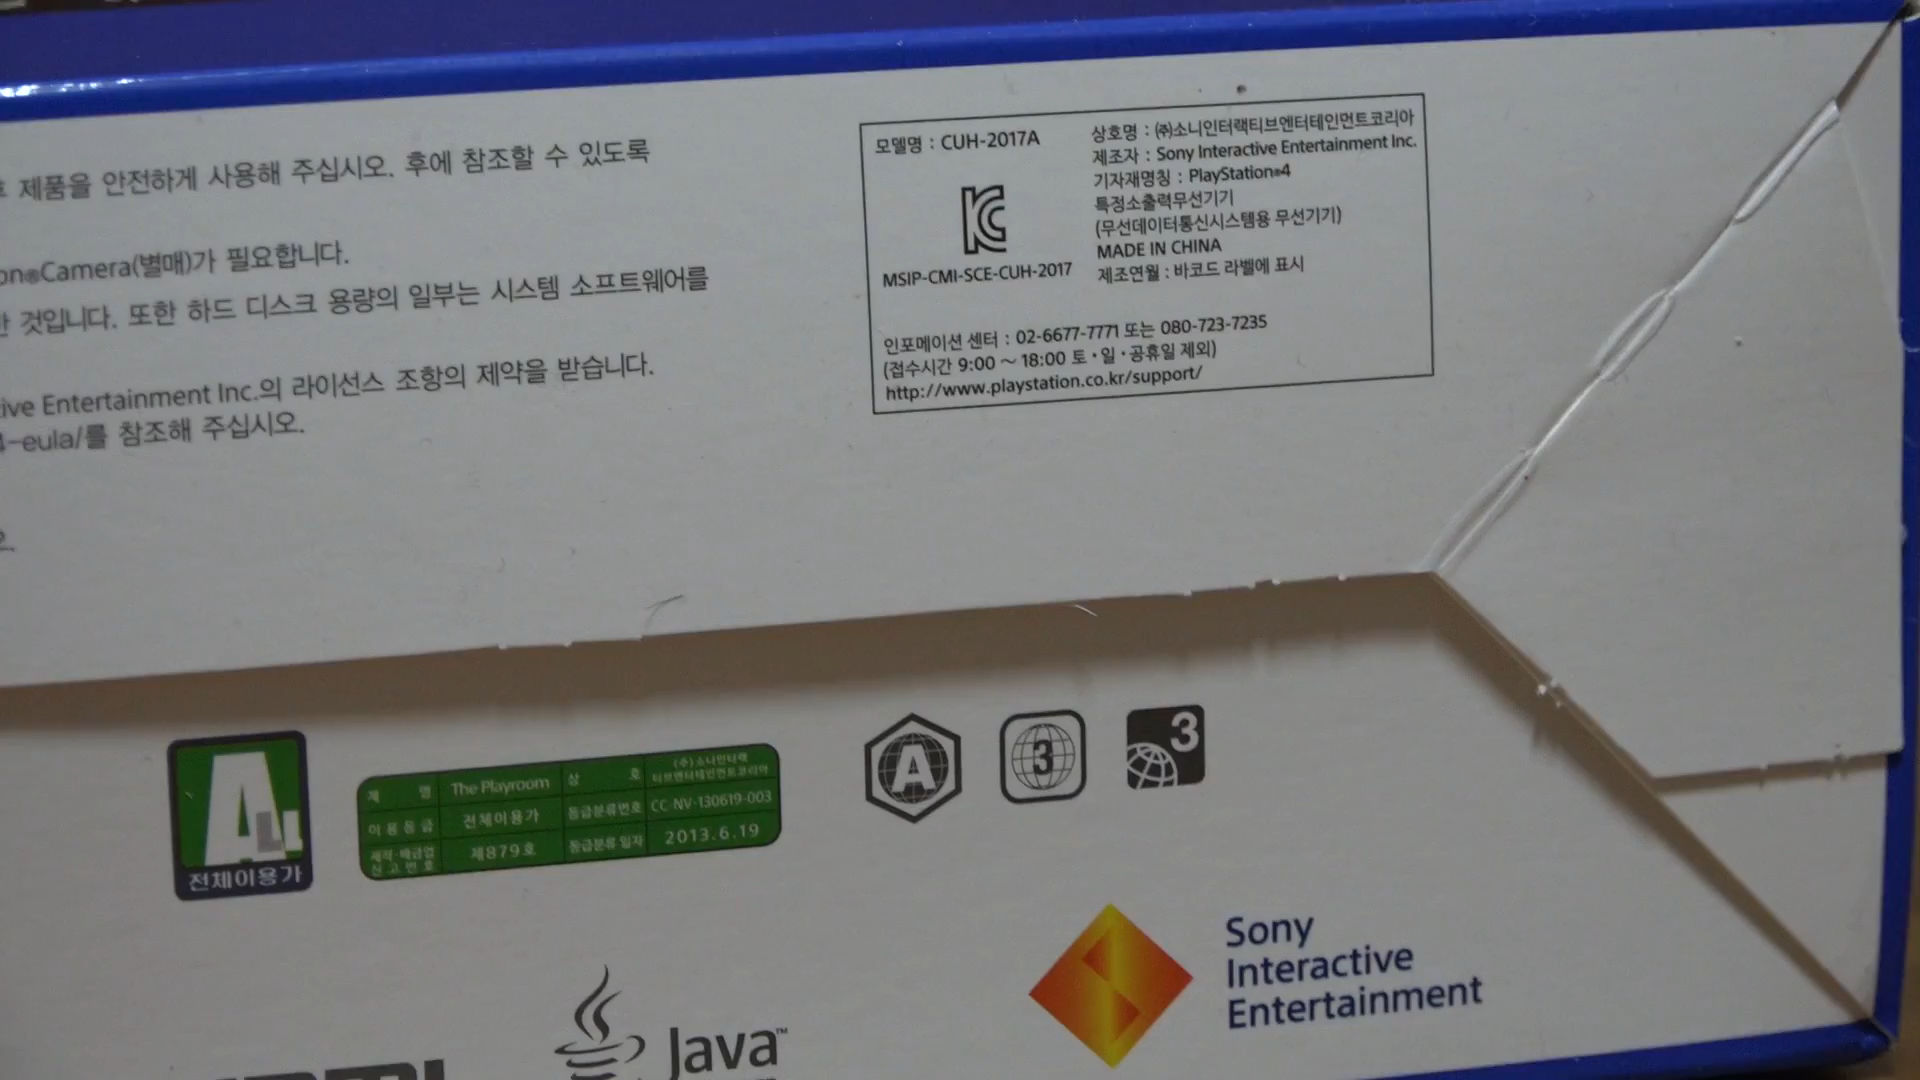 제품을 안전하게 사용해 주십시오. 후에 참조할 수 있도록
on®Camera(별매)가 필요합니다.
것입니다. 또한 하드 디스크 용량의 일부는 시스템 소프트웨어를
ive Entertainment Inc.의 라이선스 조항의 제약을 받습니다.
4-eula/를 참조해 주십시오.
오.
모델명 : CUH-2017A
MSIP-CMI-SCE-CUH-2017
상호명 : (주)소니인터랙티브엔터테인먼트코리아
제조자 : Sony Interactive Entertainment Inc.
기자재명칭 : PlayStation®4
특정소출력무선기기
(무선데이터통신시스템용 무선기기)
MADE IN CHINA
제조연월 : 바코드 라벨에 표시
인포메이션 센터 : 02-6677-7771 또는 080-723-7235
(접수시간 9:00 ~ 18:00 토·일·공휴일 제외)
http://www.playstation.co.kr/support/
ALL
전체이용가
제 명 The Playroom 상 호 (주)소니인터랙티브엔터테인먼트코리아
이용등급 전체이용가 등급분류번호 CC-NV-130619-003
제작·배급업신고번호 제879호 등급분류일자 2013.6.19
A
3
3
Java™
Sony
Interactive
Entertainment